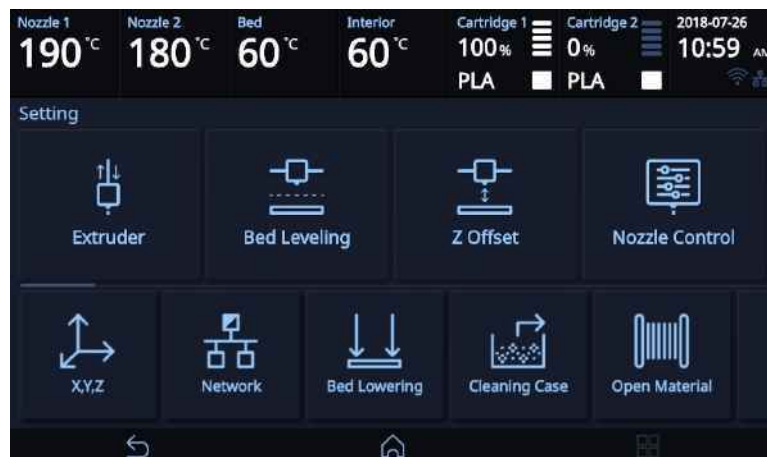 Nozzle 1 Nozzle 2 Bed Interior Cartridge 1 Cartridge 2 2018-07-26
190°C 180°C 60°C 60°C 100% 0% 10:59 AM
PLA PLA
Setting
Extruder Bed Leveling Z Offset Nozzle Control
X,Y,Z Network Bed Lowering Cleaning Case Open Material